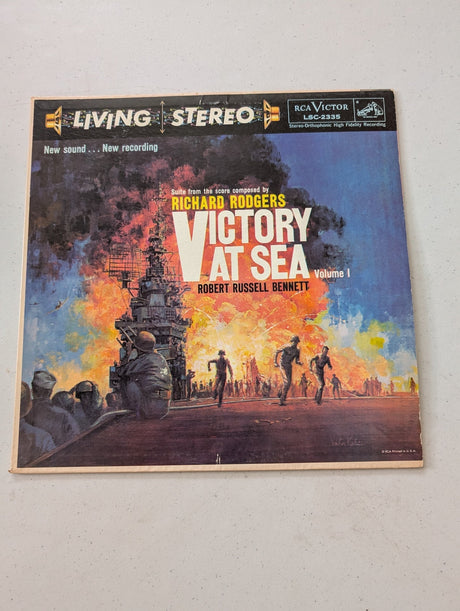 LIVING STEREO
RCA VICTOR
LSC-2335
Stereo-Orthophonic High Fidelity Recording
New sound . . . New recording
Suite from the score composed by
RICHARD RODGERS
VICTORY
AT SEA
Volume I
ROBERT RUSSELL BENNETT